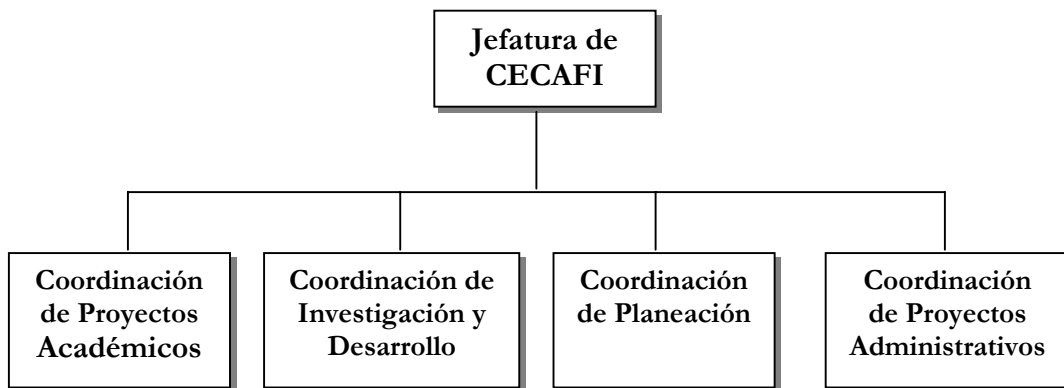 Jefatura de
CECAFI
Coordinación
de Proyectos
Académicos
Coordinación de
Investigación y
Desarrollo
Coordinación
de Planeación
Coordinación
de Proyectos
Administrativos